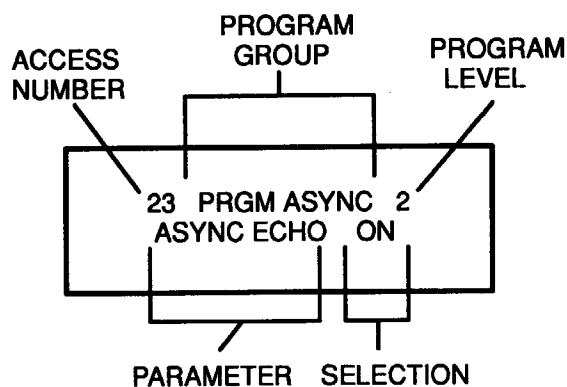 PROGRAM
GROUP
ACCESS
NUMBER
PROGRAM
LEVEL
23 PRGM ASYNC 2
ASYNC ECHO ON
PARAMETER SELECTION